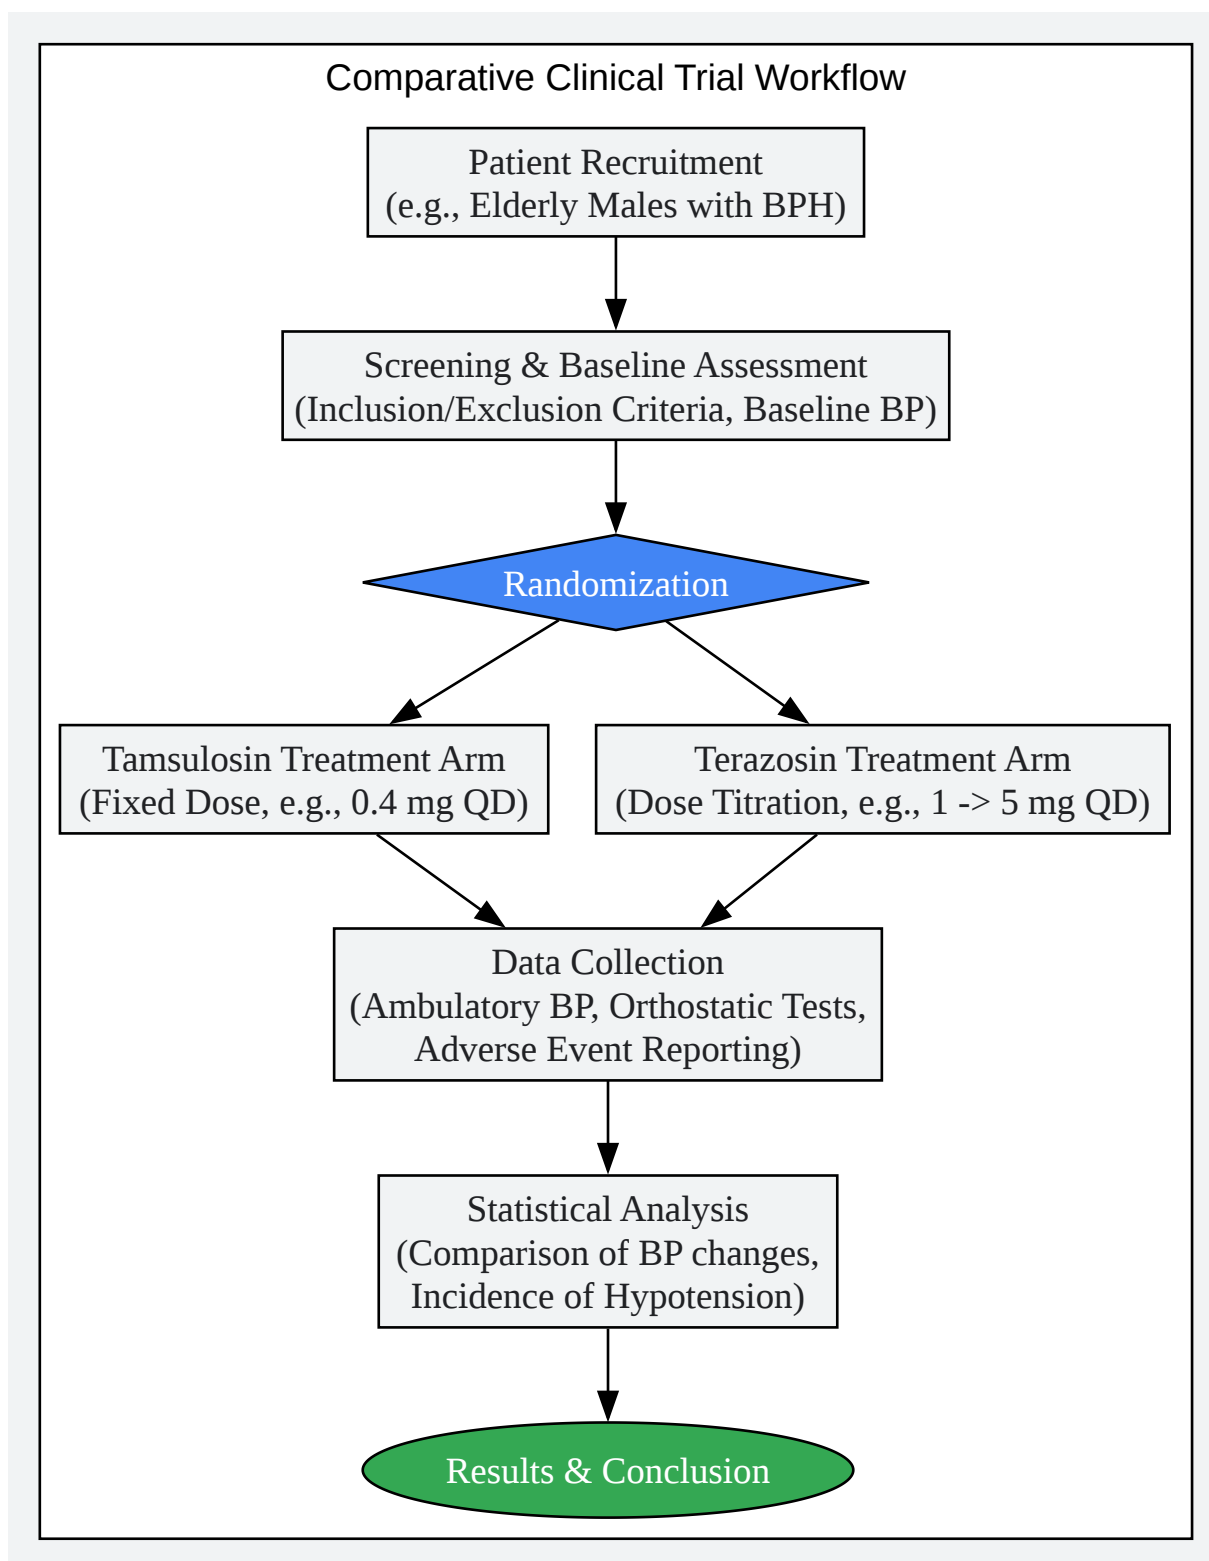 Comparative Clinical Trial Workflow
Patient Recruitment
(e.g., Elderly Males with BPH)
Screening & Baseline Assessment
(Inclusion/Exclusion Criteria, Baseline BP)
Randomization
Tamsulosin Treatment Arm
(Fixed Dose, e.g., 0.4 mg QD)
Terazosin Treatment Arm
(Dose Titration, e.g., 1 -> 5 mg QD)
Data Collection
(Ambulatory BP, Orthostatic Tests,
Adverse Event Reporting)
Statistical Analysis
(Comparison of BP changes,
Incidence of Hypotension)
Results & Conclusion